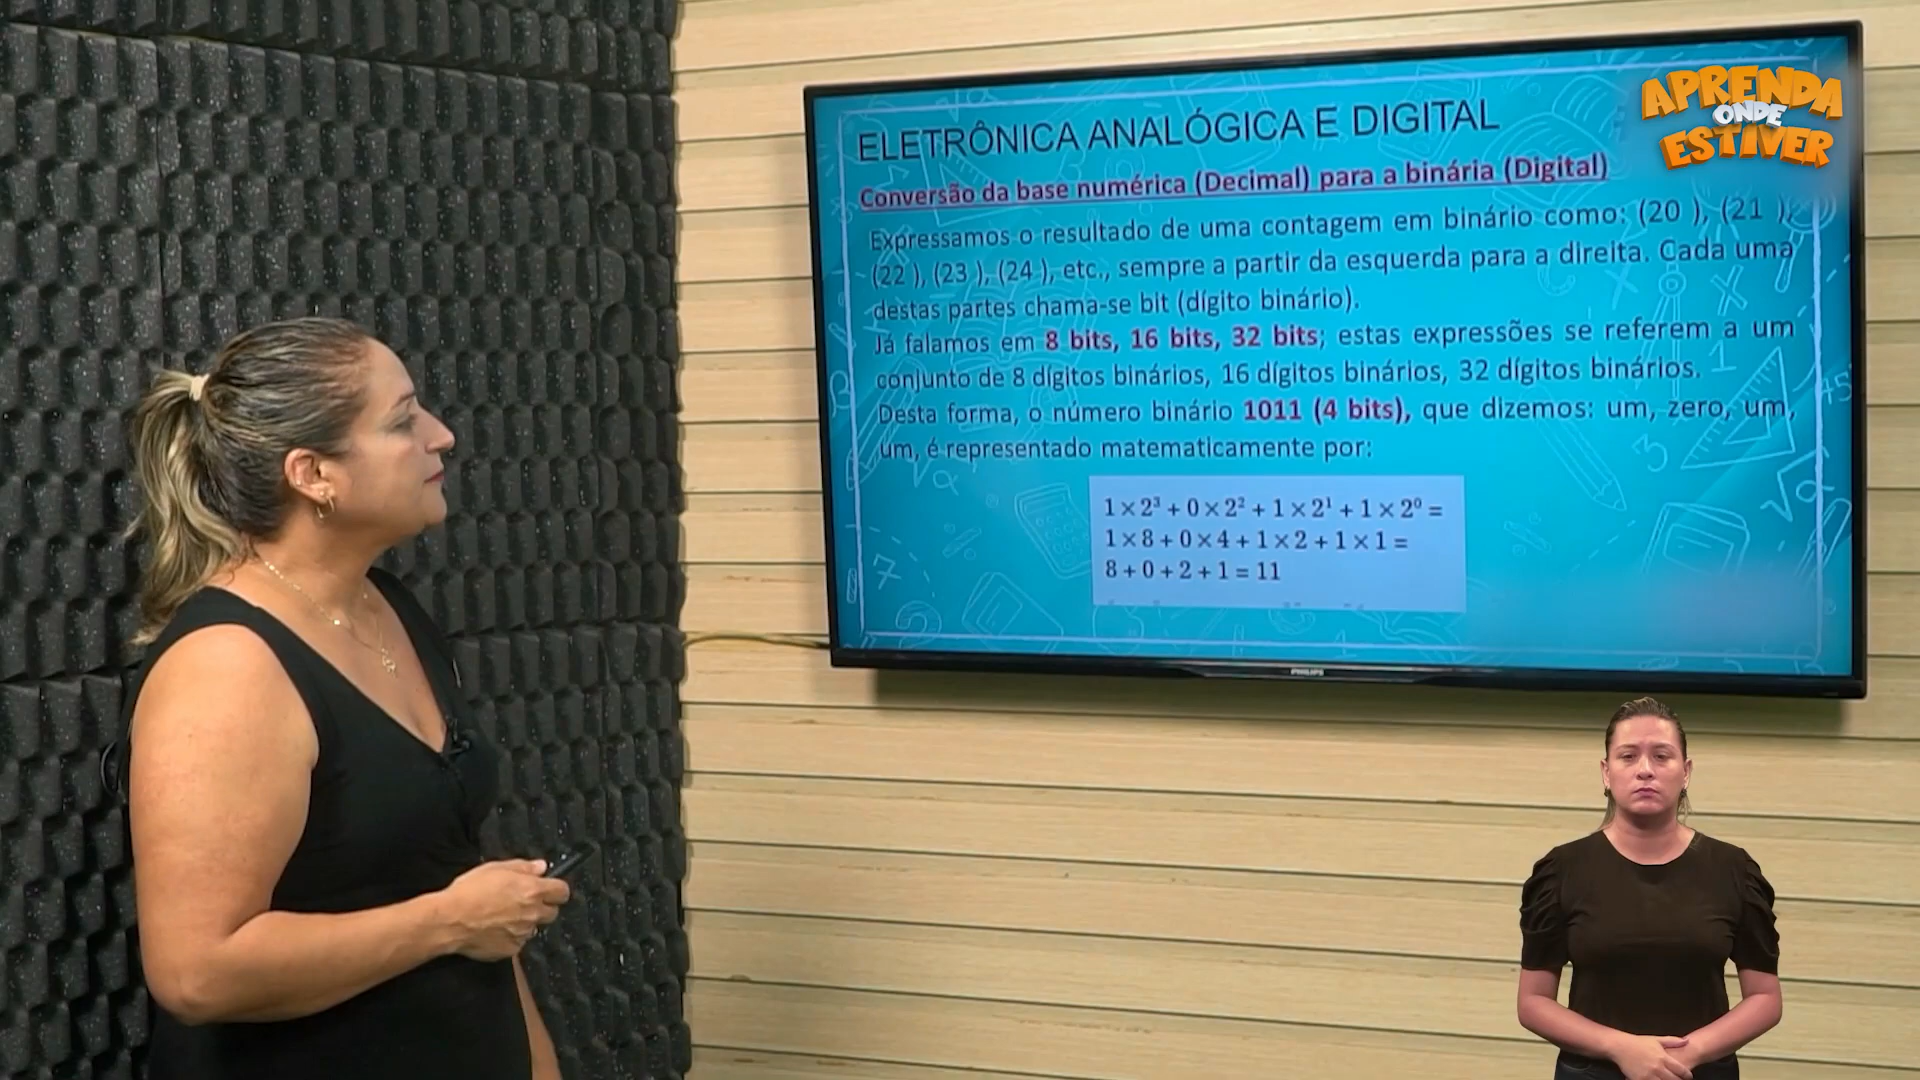 APRENDA
ONDE
ESTIVER
ELETRÔNICA ANALÓGICA E DIGITAL
Conversão da base numérica (Decimal) para a binária (Digital)
Expressamos o resultado de uma contagem em binário como: (20 ), (21 ),
(22 ), (23 ), (24 ), etc., sempre a partir da esquerda para a direita. Cada uma
destas partes chama-se bit (dígito binário).
Já falamos em 8 bits, 16 bits, 32 bits; estas expressões se referem a um
conjunto de 8 dígitos binários, 16 dígitos binários, 32 dígitos binários.
Desta forma, o número binário 1011 (4 bits), que dizemos: um, zero, um,
um, é representado matematicamente por:
1×2³ + 0×2² + 1×2¹ + 1×2⁰ =
1×8 + 0×4 + 1×2 + 1×1 =
8 + 0 + 2 + 1 = 11
PHILIPS